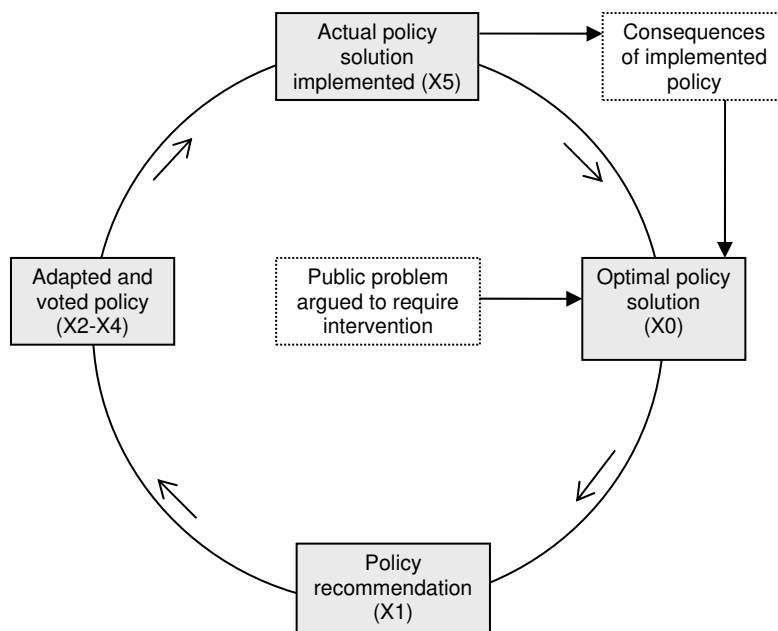 Actual policy
solution
implemented (X5)
Consequences
of implemented
policy
Adapted and
voted policy
(X2-X4)
Public problem
argued to require
intervention
Optimal policy
solution
(X0)
Policy
recommendation
(X1)